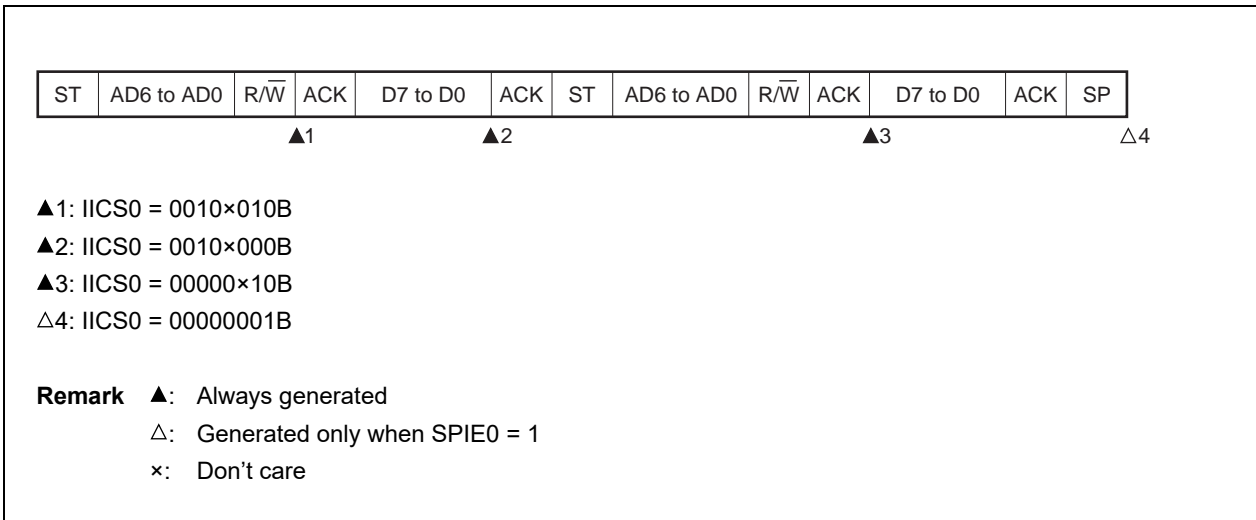 ST AD6 to AD0 R/W̅ ACK D7 to D0 ACK ST AD6 to AD0 R/W̅ ACK D7 to D0 ACK SP
▲1 ▲2 ▲3 △4
▲1: IICS0 = 0010×010B
▲2: IICS0 = 0010×000B
▲3: IICS0 = 00000×10B
△4: IICS0 = 00000001B
Remark ▲: Always generated
△: Generated only when SPIE0 = 1
×: Don’t care